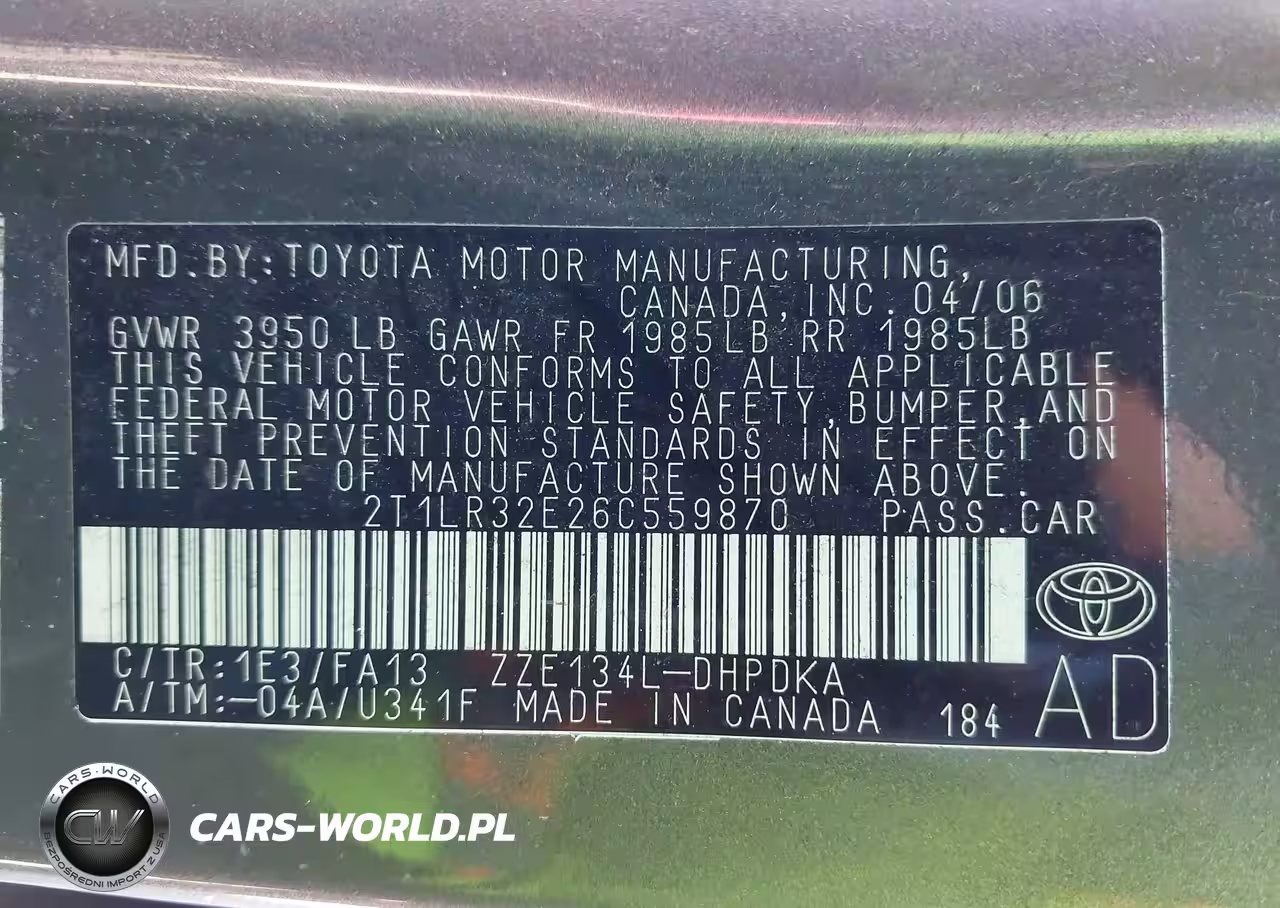 MFD.BY:TOYOTA MOTOR MANUFACTURING,
CANADA,INC. 04/06
GVWR 3950LB GAWR FR 1985LB RR 1985LB
THIS VEHICLE CONFORMS TO ALL APPLICABLE
FEDERAL MOTOR VEHICLE SAFETY,BUMPER,AND
THEFT PREVENTION STANDARDS IN EFFECT ON
THE DATE OF MANUFACTURE SHOWN ABOVE.
2T1LR32E26C559870 PASS.CAR
C/TR:1E3/FA13 ZZE134L-DHPDKA
A/TM:-04A/U341F MADE IN CANADA 184 AD
CARS-WORLD
CW
BEZPOŚREDNI IMPORT Z USA
CARS-WORLD.PL